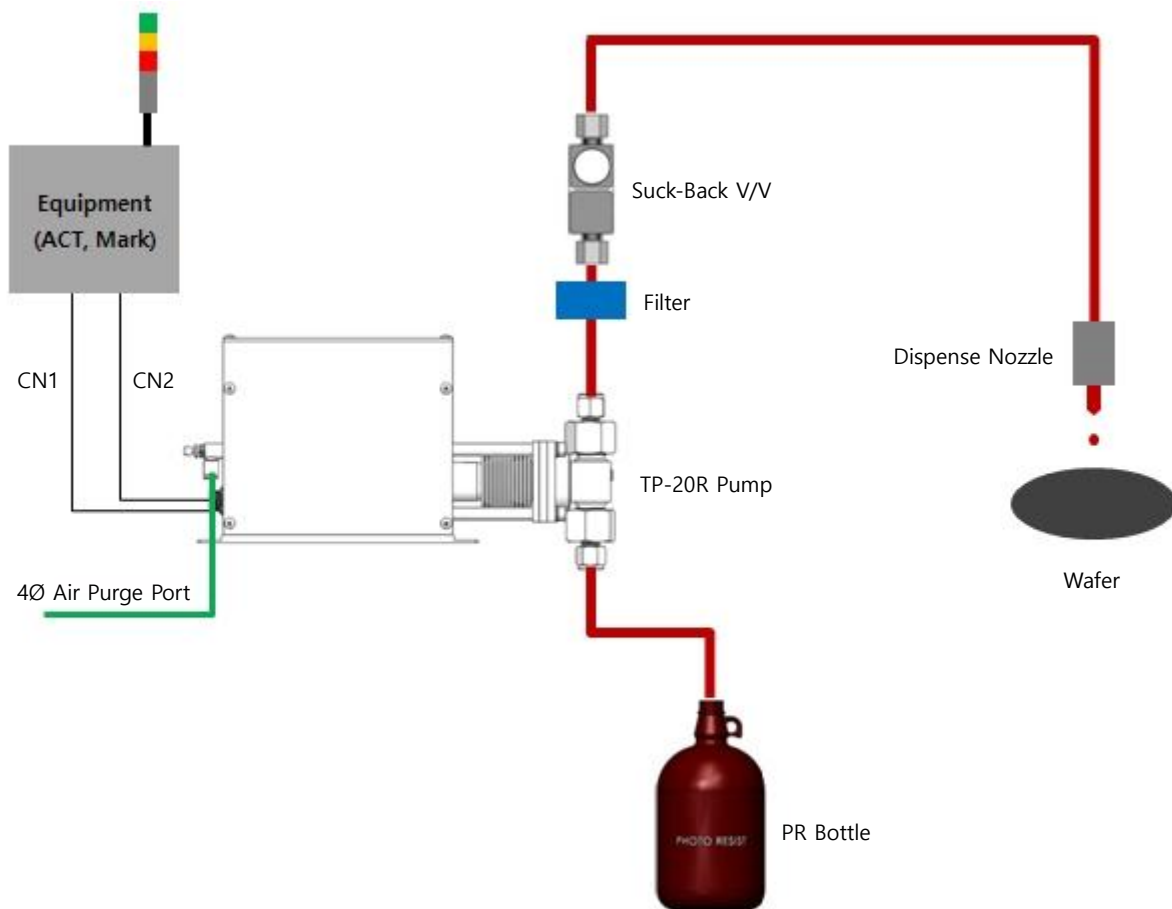 Equipment
(ACT, Mark)
Suck-Back V/V
Filter
Dispense Nozzle
CN1
CN2
TP-20R Pump
4Ø Air Purge Port
Wafer
PHOTO RESIST
PR Bottle